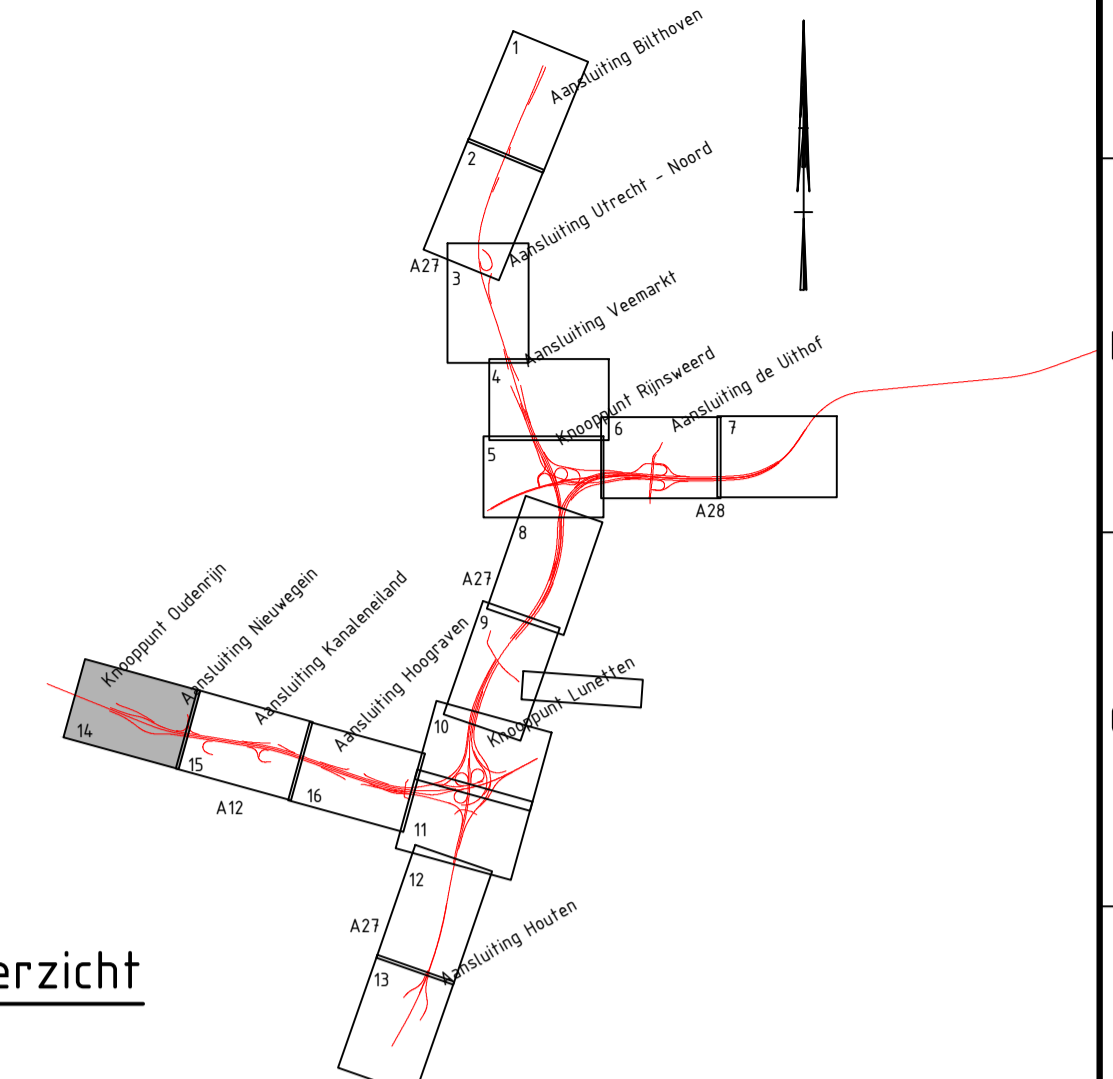 1
Aansluiting Bilthoven
2
Aansluiting Utrecht - Noord
A27
3
Aansluiting Veemarkt
4
Knooppunt Rijnsweerd
Aansluiting de Uithof
5
6
7
A28
8
A27
9
Knooppunt Oudenrijn
Aansluiting Nieuwegein
Aansluiting Kanaleneiland
Aansluiting Hoograven
Knooppunt Lunetten
10
14
15
16
A12
11
12
A27
Aansluiting Houten
13
erzicht